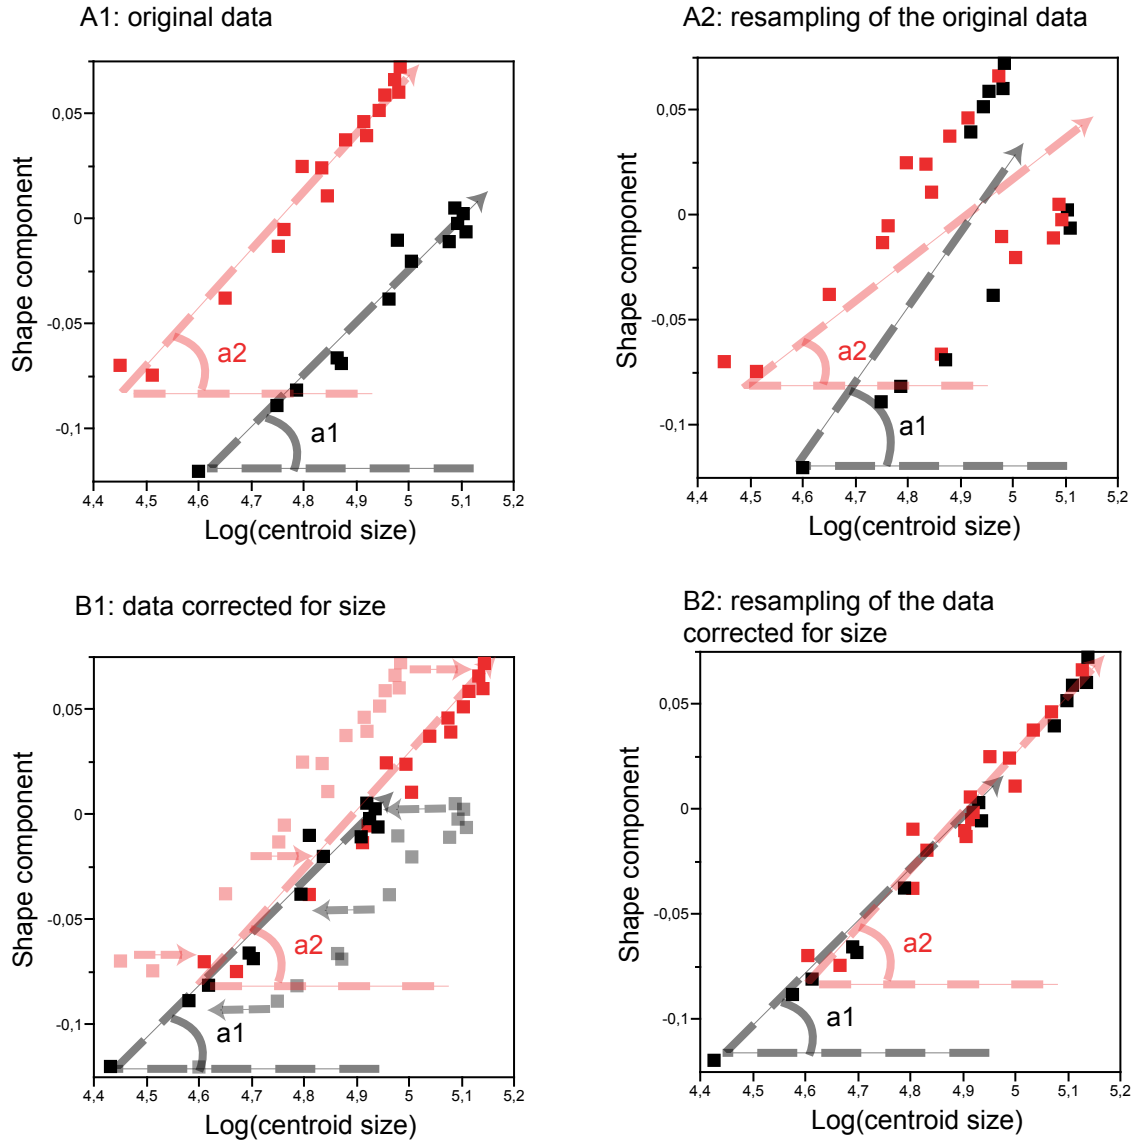 A1: original data
A2: resampling of the original data
Shape component
0,05
0
-0,05
-0,1
a2
a1
4,4 4,5 4,6 4,7 4,8 4,9 5 5,1 5,2
Log(centroid size)
Shape component
0,05
0
-0,05
-0,1
a2
a1
4,4 4,5 4,6 4,7 4,8 4,9 5 5,1 5,2
Log(centroid size)
B1: data corrected for size
B2: resampling of the data
corrected for size
Shape component
0,05
0
-0,05
-0,1
a2
a1
4,4 4,5 4,6 4,7 4,8 4,9 5 5,1 5,2
Log(centroid size)
Shape component
0,05
0
-0,05
-0,1
a2
a1
4,4 4,5 4,6 4,7 4,8 4,9 5 5,1 5,2
Log(centroid size)